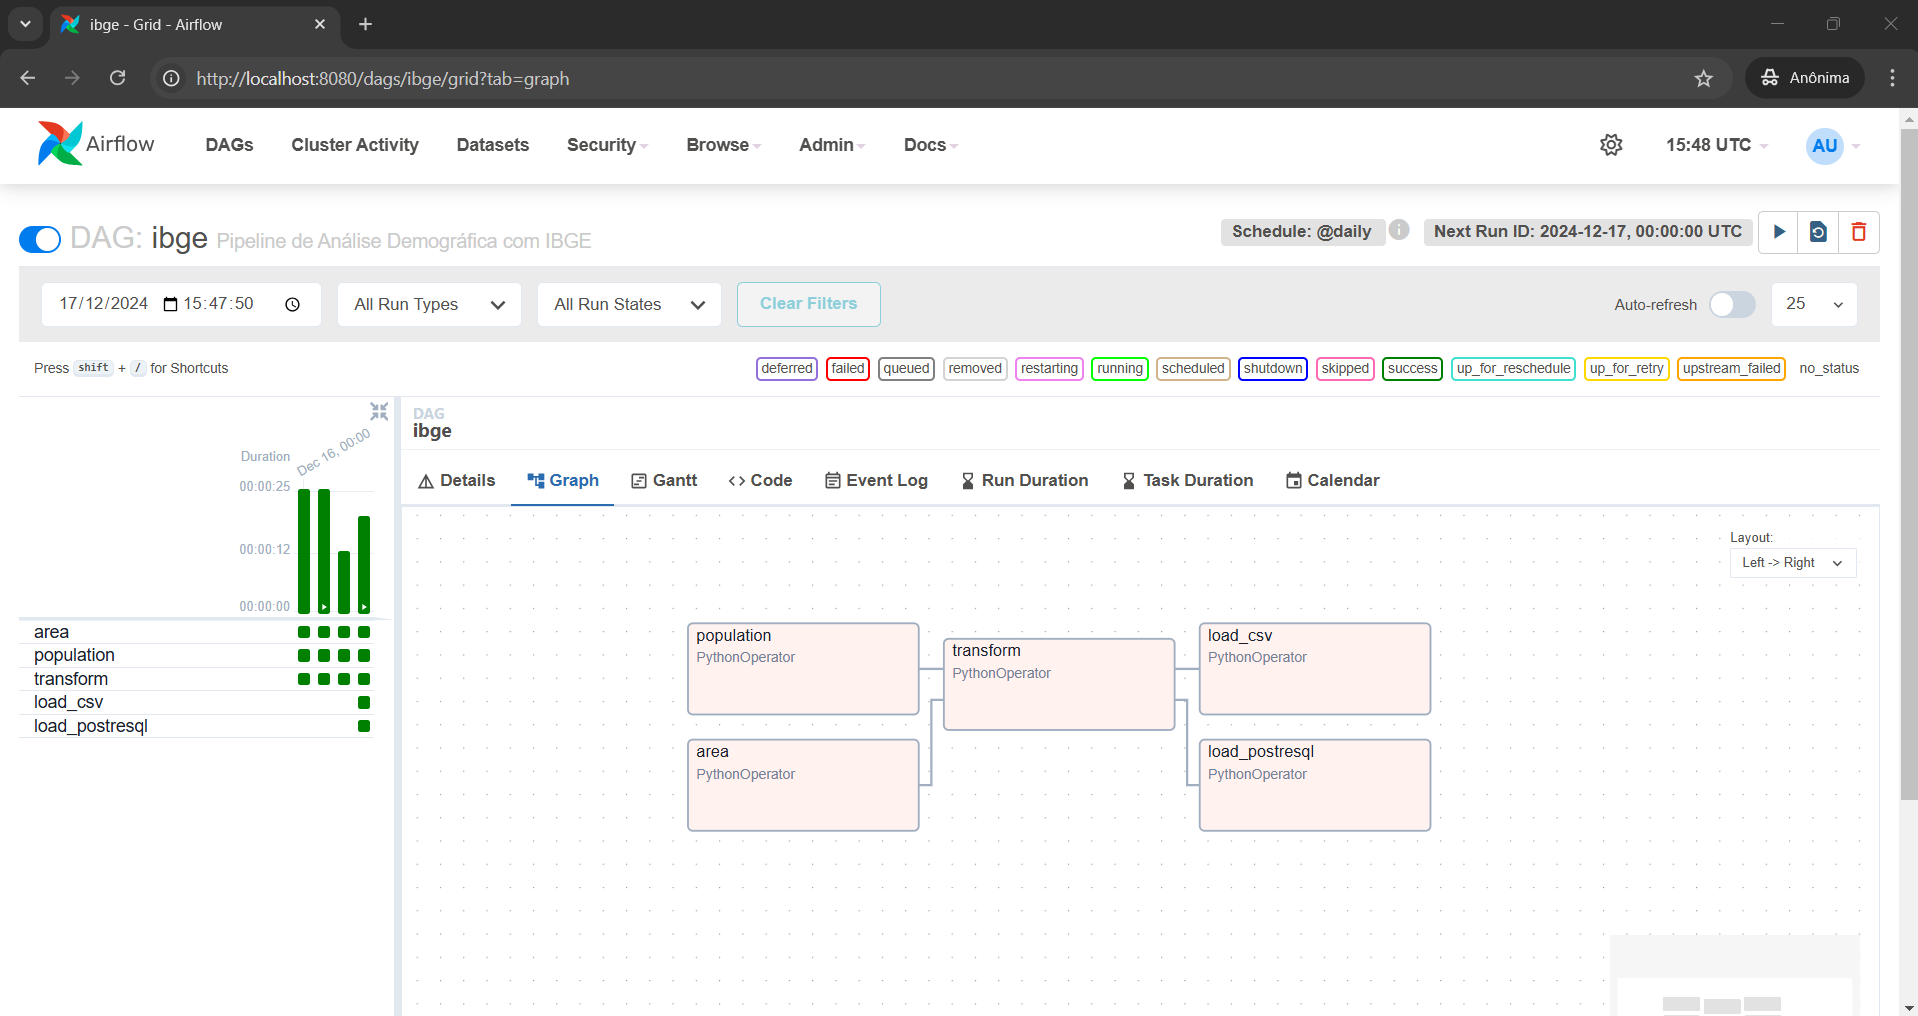 ibge - Grid - Airflow
http://localhost:8080/dags/ibge/grid?tab=graph
Anônima
Airflow
DAGs
Cluster Activity
Datasets
Security
Browse
Admin
Docs
15:48 UTC
AU
DAG: ibge Pipeline de Análise Demográfica com IBGE
Schedule: @daily
Next Run ID: 2024-12-17, 00:00:00 UTC
17/12/2024 15:47:50
All Run Types
All Run States
Clear Filters
Auto-refresh
25
Press shift + / for Shortcuts
deferred
failed
queued
removed
restarting
running
scheduled
shutdown
skipped
success
up_for_reschedule
up_for_retry
upstream_failed
no_status
Duration
Dec 16, 00:00
00:00:25
00:00:12
00:00:00
area
population
transform
load_csv
load_postresql
DAG
ibge
Details
Graph
Gantt
Code
Event Log
Run Duration
Task Duration
Calendar
Layout:
Left -> Right
population
PythonOperator
transform
PythonOperator
load_csv
PythonOperator
area
PythonOperator
load_postresql
PythonOperator